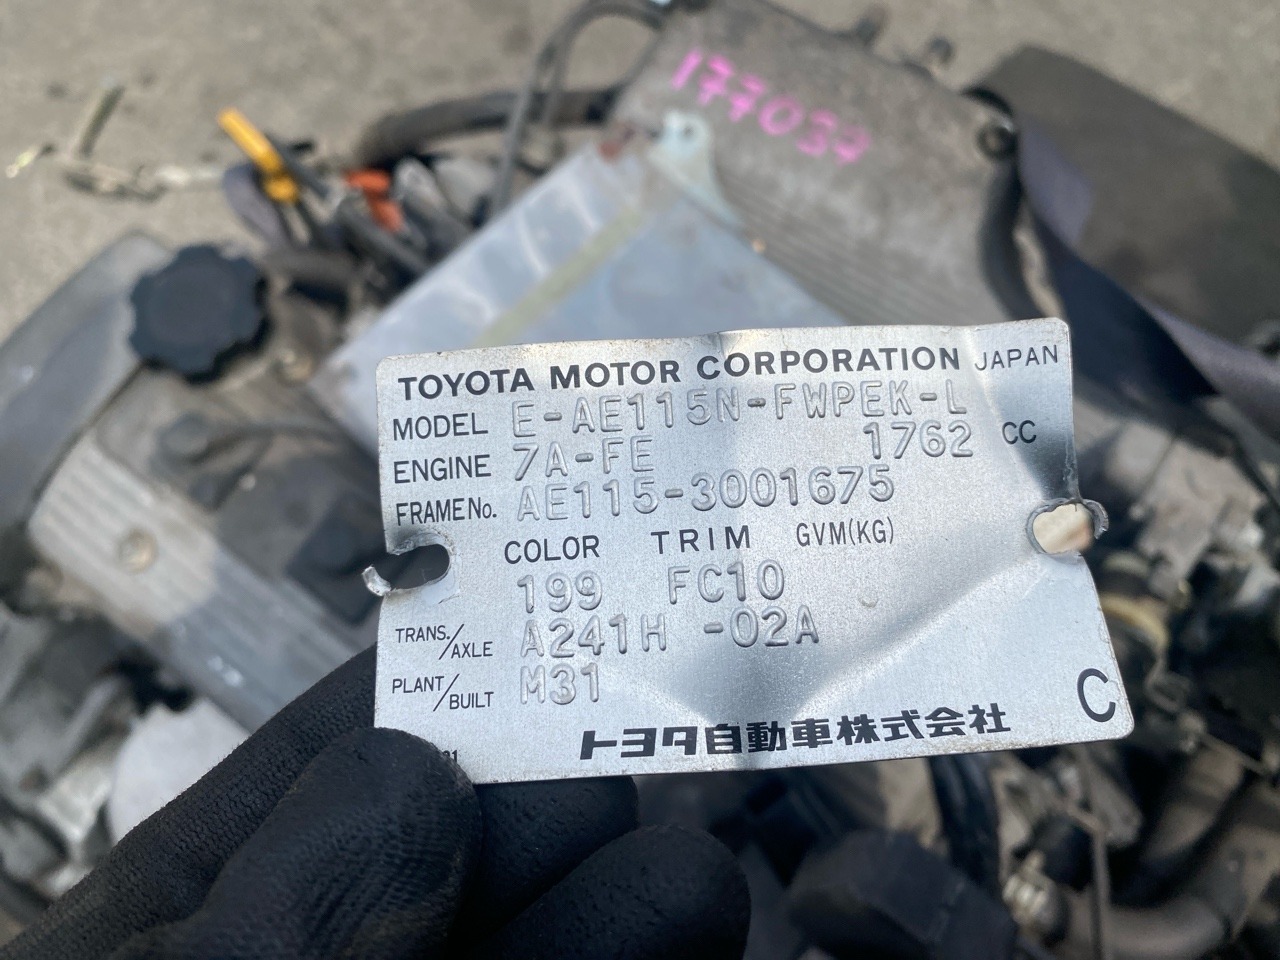 177037
TOYOTA MOTOR CORPORATION JAPAN
MODEL E-AE115N-FWPEK-L
ENGINE 7A-FE 1762 CC
FRAME No. AE115-3001675
COLOR TRIM GVM(KG)
199 FC10
TRANS./AXLE A241H -02A
PLANT/BUILT M31
トヨタ自動車株式会社 C